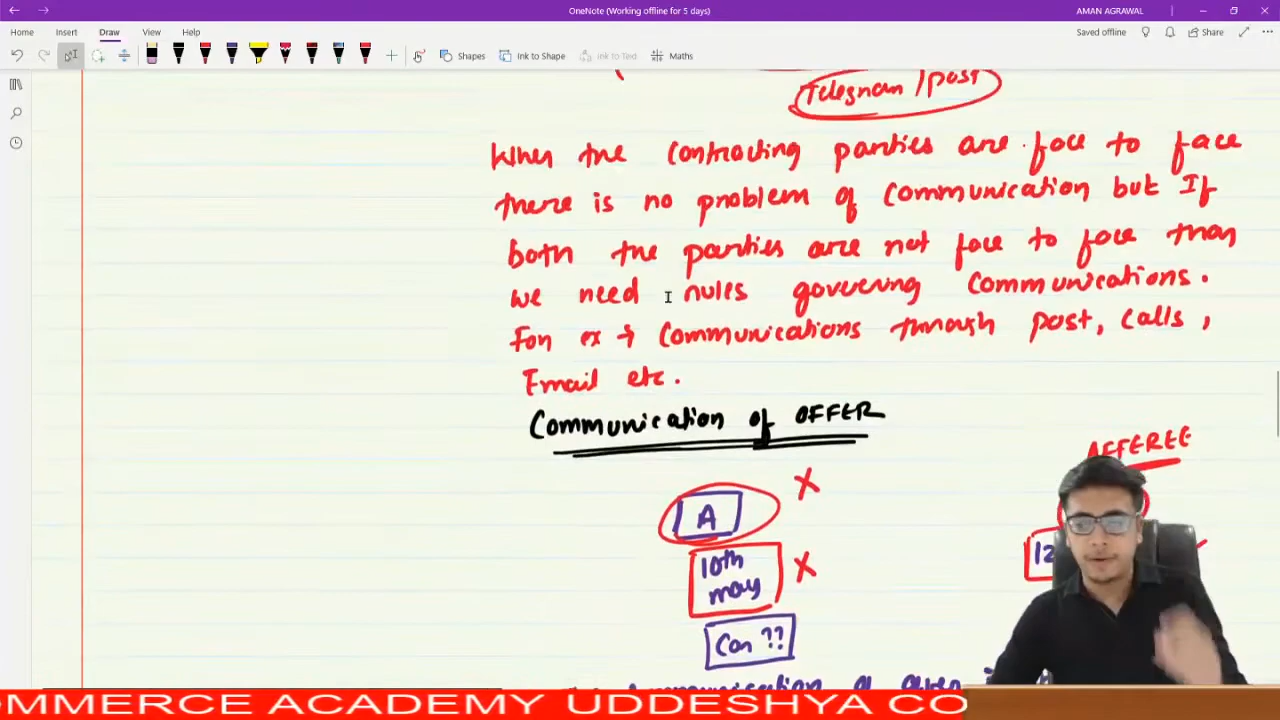 OneNote (Working offline for 5 days)
AMAN AGRAWAL
Home Insert Draw View Help
Saved offline Share
Shapes Ink to Shape Ink to Text Maths
Telegram / post
When the contracting parties are face to face
there is no problem of communication but If
both the parties are not face to face than
we need rules governing communications.
For ex → communications through post, calls,
Email etc.
Communication of OFFER
OFFEREE
A X
10th X
may
12
Car ??
OMMERCE ACADEMY UDDESHYA CO